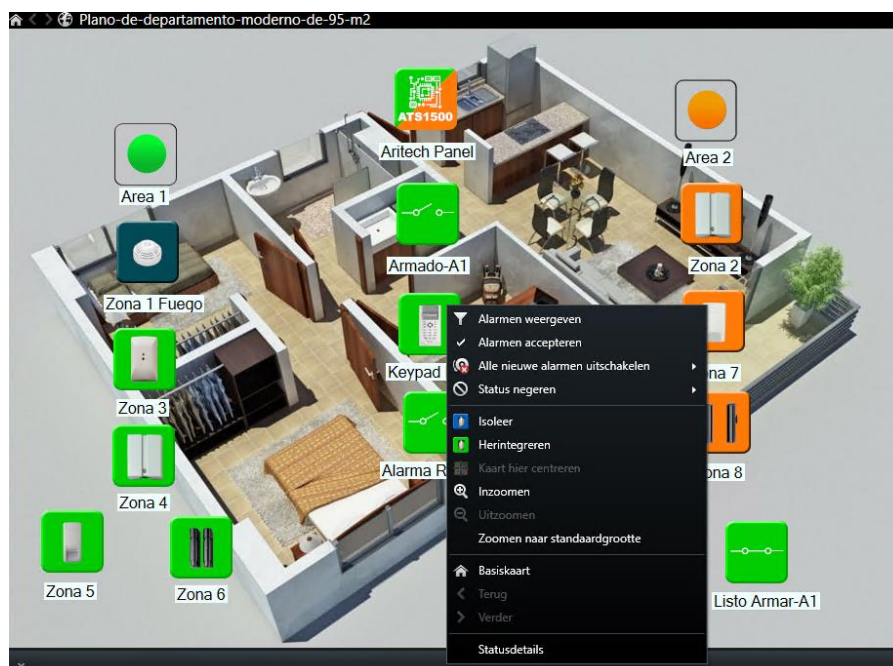 Plano-de-departamento-moderno-de-95-m2
ATS1500
Aritech Panel
Area 1
Area 2
Armado-A1
Zona 2
Zona 1 Fuego
Keypad
Zona 3
Alarma R
Zona 4
Zona 5
Zona 6
Alarmen weergeven
Alarmen accepteren
Alle nieuwe alarmen uitschakelen
Status negeren
Isoleer
Herintegreren
Kaart hier centreren
Inzoomen
Uitzoomen
Zoomen naar standaardgrootte
Basiskaart
Terug
Verder
Statusdetails
ona 7
ona 8
Listo Armar-A1